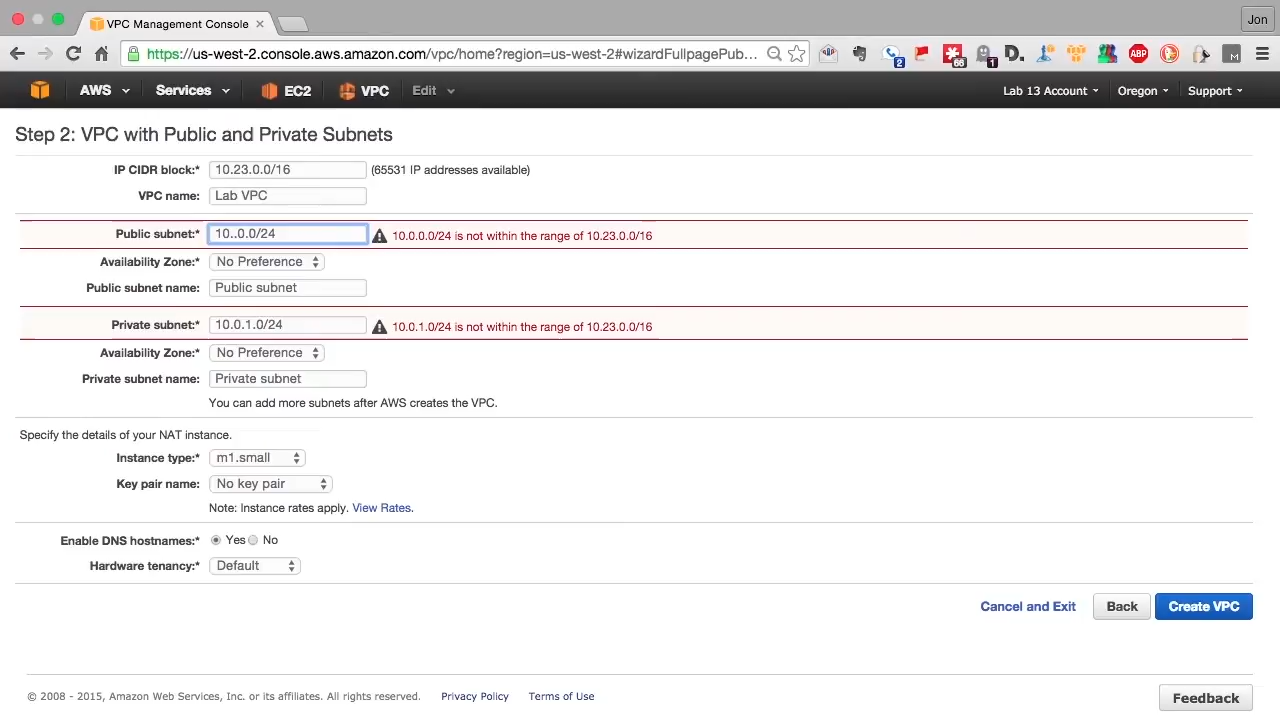 VPC Management Console
Jon
https://us-west-2.console.aws.amazon.com/vpc/home?region=us-west-2#wizardFullpagePub...
2
66
1
D.
ABP
M
AWS Services EC2 VPC Edit Lab 13 Account Oregon Support
Step 2: VPC with Public and Private Subnets
IP CIDR block:* 10.23.0.0/16 (65531 IP addresses available)
VPC name: Lab VPC
Public subnet:* 10..0.0/24 10.0.0.0/24 is not within the range of 10.23.0.0/16
Availability Zone:* No Preference
Public subnet name: Public subnet
Private subnet:* 10.0.1.0/24 10.0.1.0/24 is not within the range of 10.23.0.0/16
Availability Zone:* No Preference
Private subnet name: Private subnet
You can add more subnets after AWS creates the VPC.
Specify the details of your NAT instance.
Instance type:* m1.small
Key pair name: No key pair
Note: Instance rates apply. View Rates.
Enable DNS hostnames:* Yes No
Hardware tenancy:* Default
Cancel and Exit Back Create VPC
© 2008 - 2015, Amazon Web Services, Inc. or its affiliates. All rights reserved. Privacy Policy Terms of Use
Feedback